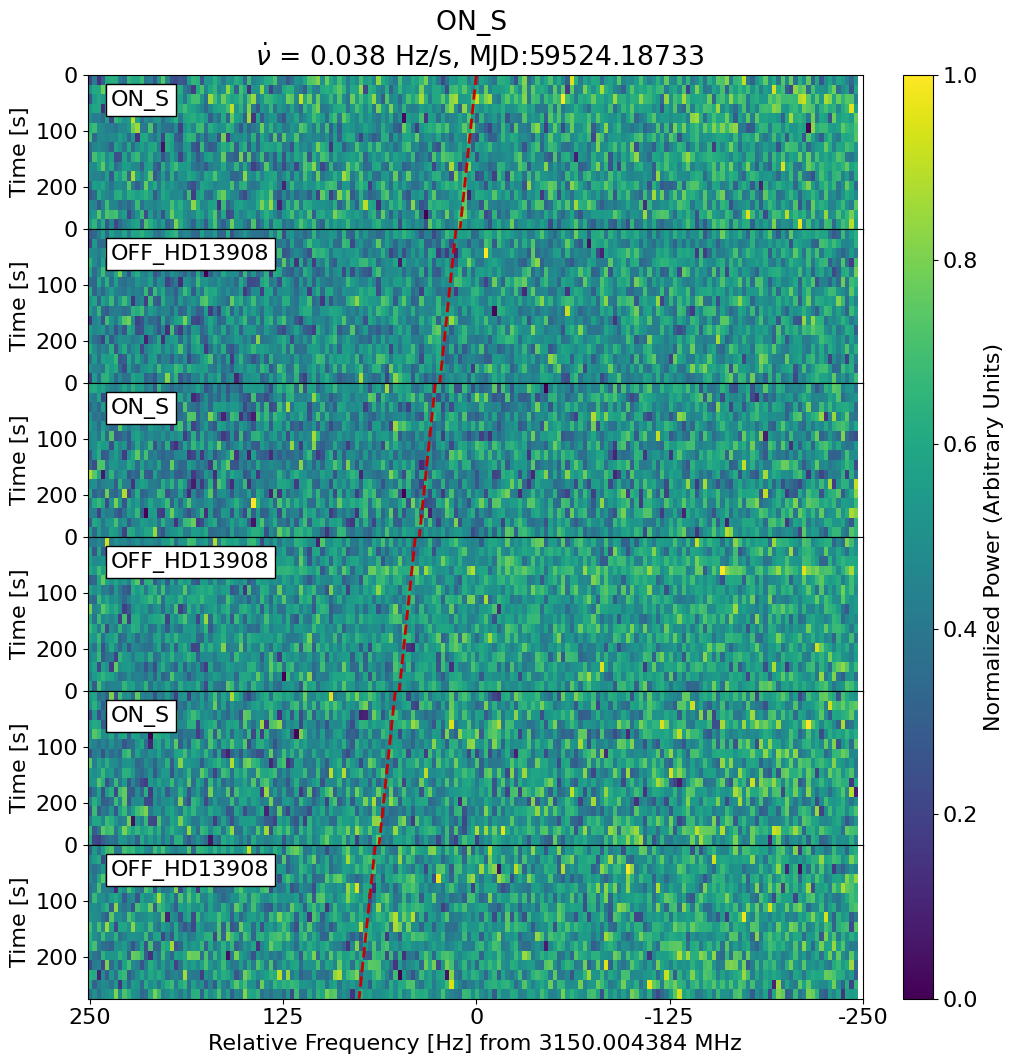 ON_S
ν̇ = 0.038 Hz/s, MJD:59524.18733
0
100
200
Time [s]
ON_S
0
100
200
Time [s]
OFF_HD13908
0
100
200
Time [s]
ON_S
0
100
200
Time [s]
OFF_HD13908
0
100
200
Time [s]
ON_S
0
100
200
Time [s]
OFF_HD13908
250 125 0 -125 -250
Relative Frequency [Hz] from 3150.004384 MHz
1.0
0.8
0.6
0.4
0.2
0.0
Normalized Power (Arbitrary Units)